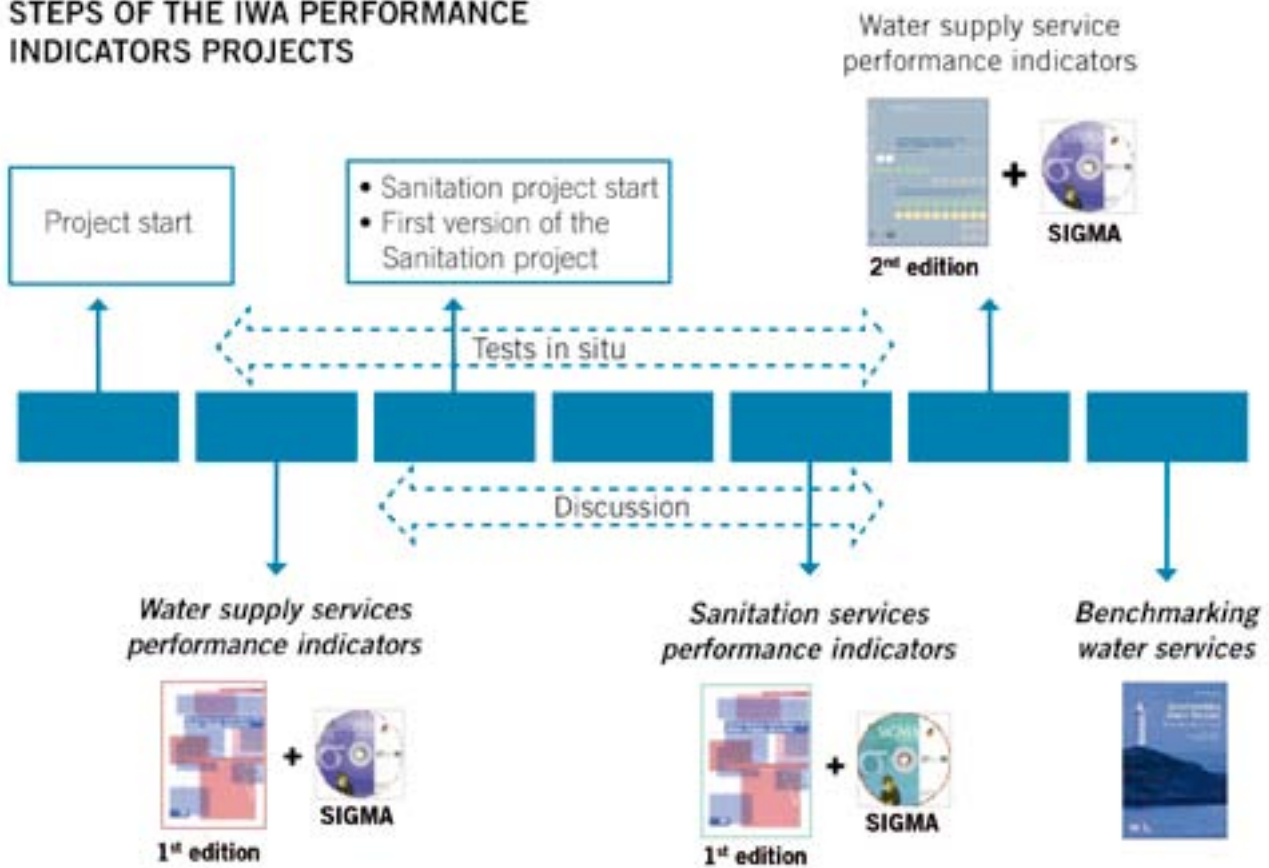 STEPS OF THE IWA PERFORMANCE
INDICATORS PROJECTS
Water supply service
performance indicators
Project start
• Sanitation project start
• First version of the
Sanitation project
+
SIGMA
2nd edition
Tests in situ
Discussion
Water supply services
performance indicators
Sanitation services
performance indicators
Benchmarking
water services
+
SIGMA
1st edition
+
SIGMA
1st edition